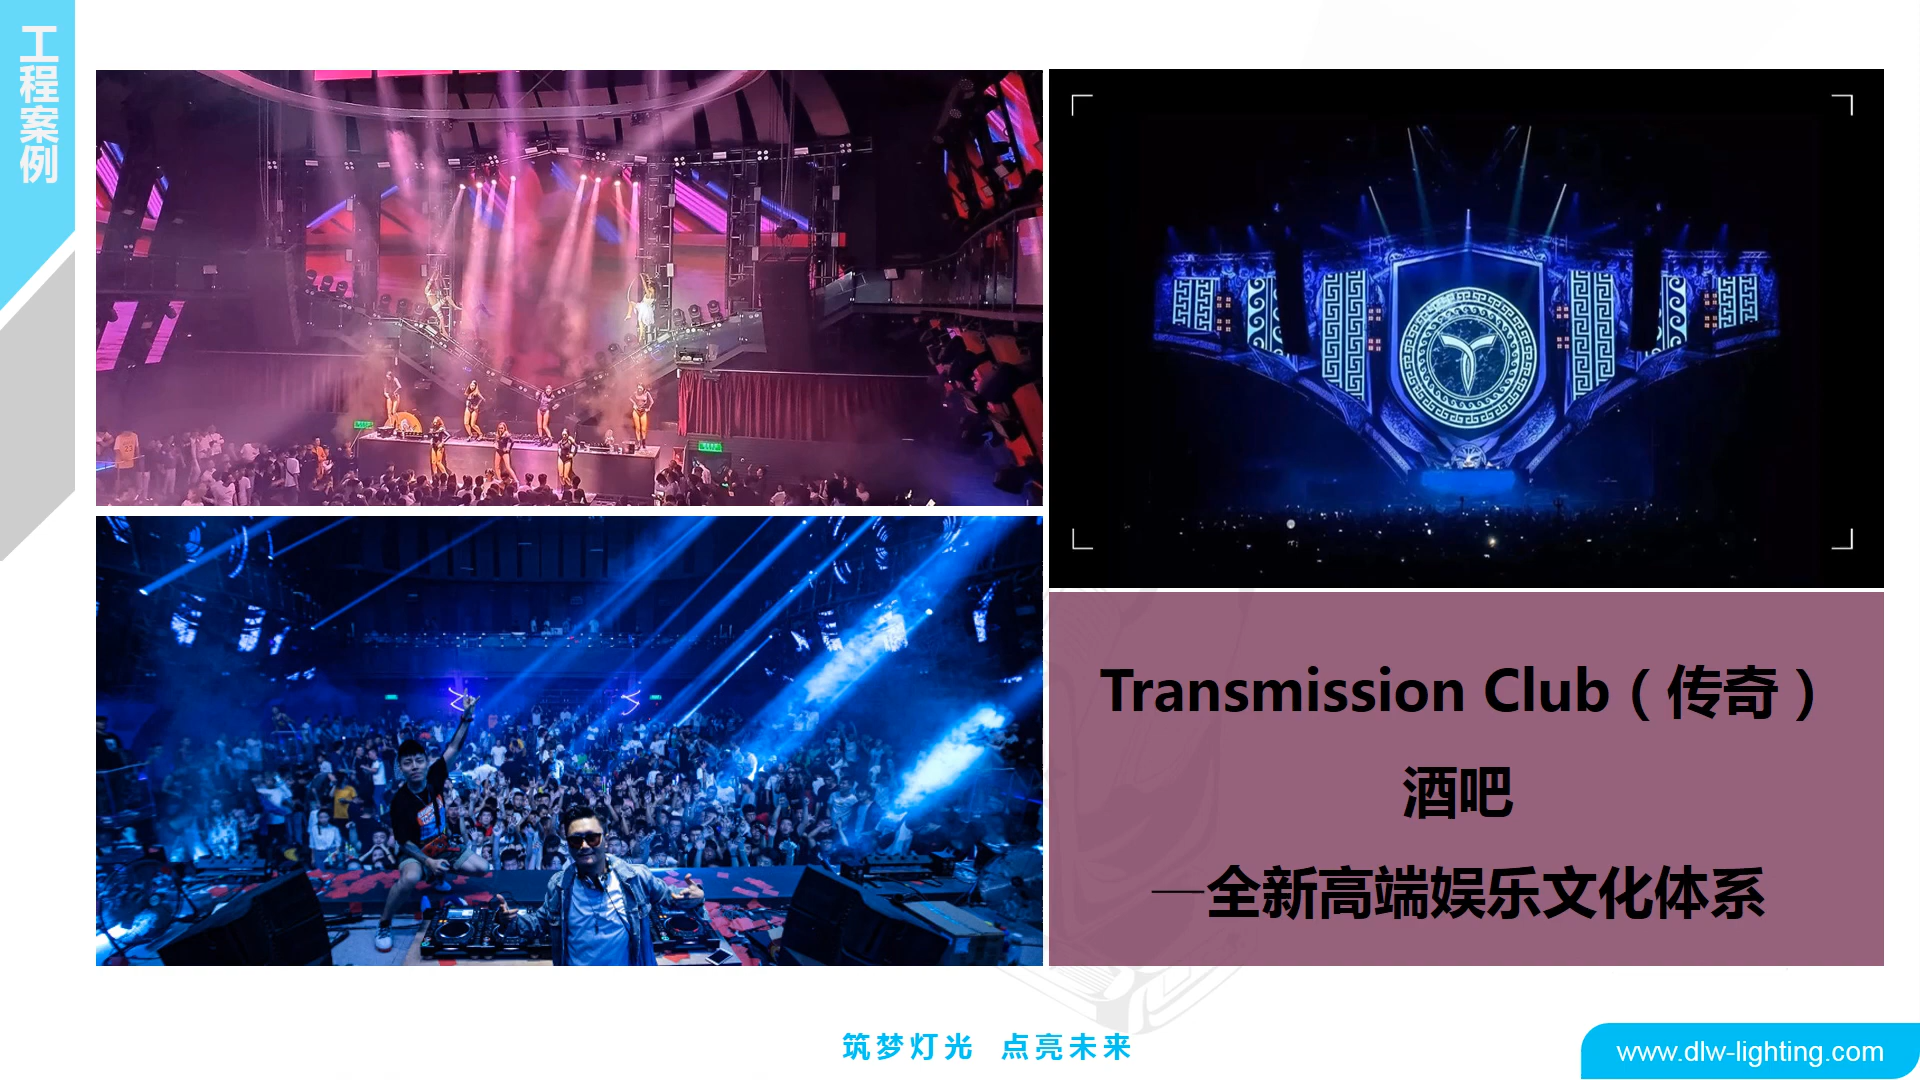 工程案例
Transmission Club（传奇）
酒吧
—全新高端娱乐文化体系
筑梦灯光 点亮未来
www.dlw-lighting.com